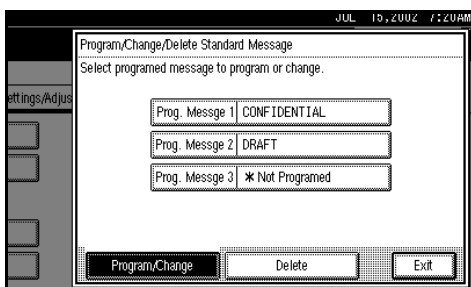 JUL 15,2002 7:20AM
Program/Change/Delete Standard Message
Select programed message to program or change.
ettings/Adjus
Prog. Messge 1 CONFIDENTIAL
Prog. Messge 2 DRAFT
Prog. Messge 3 * Not Programed
Program/Change Delete Exit